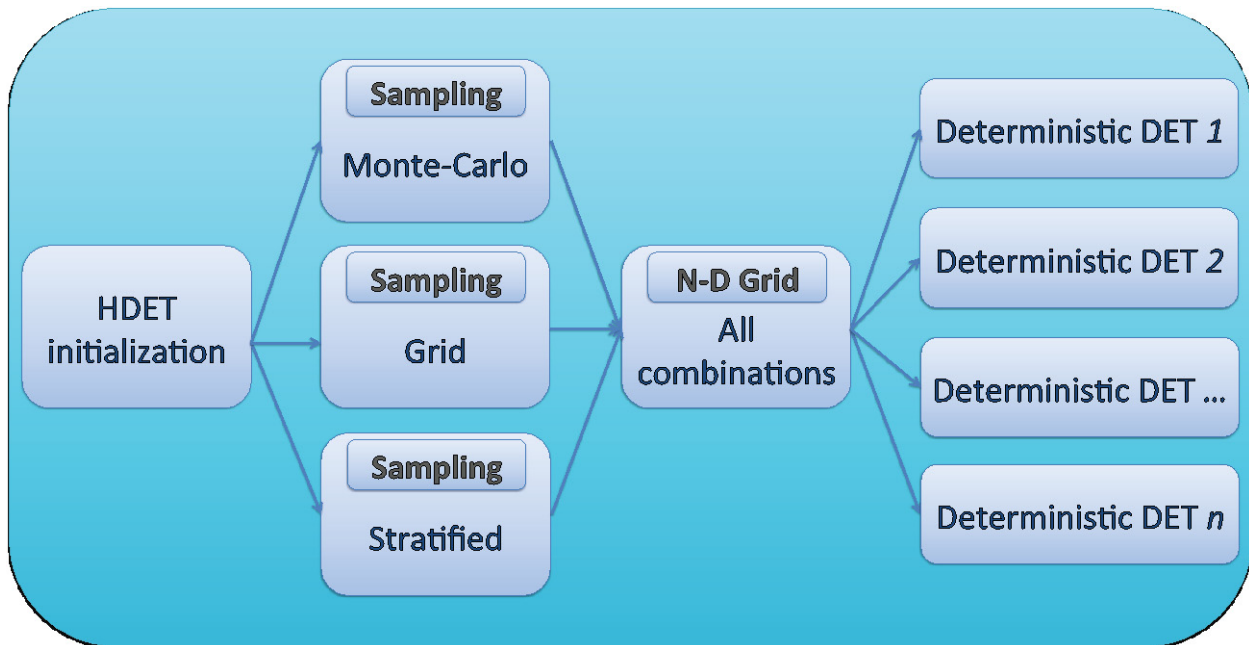 HDET
initialization
Sampling
Monte-Carlo
Sampling
Grid
Sampling
Stratified
N-D Grid
All
combinations
Deterministic DET 1
Deterministic DET 2
Deterministic DET ...
Deterministic DET n